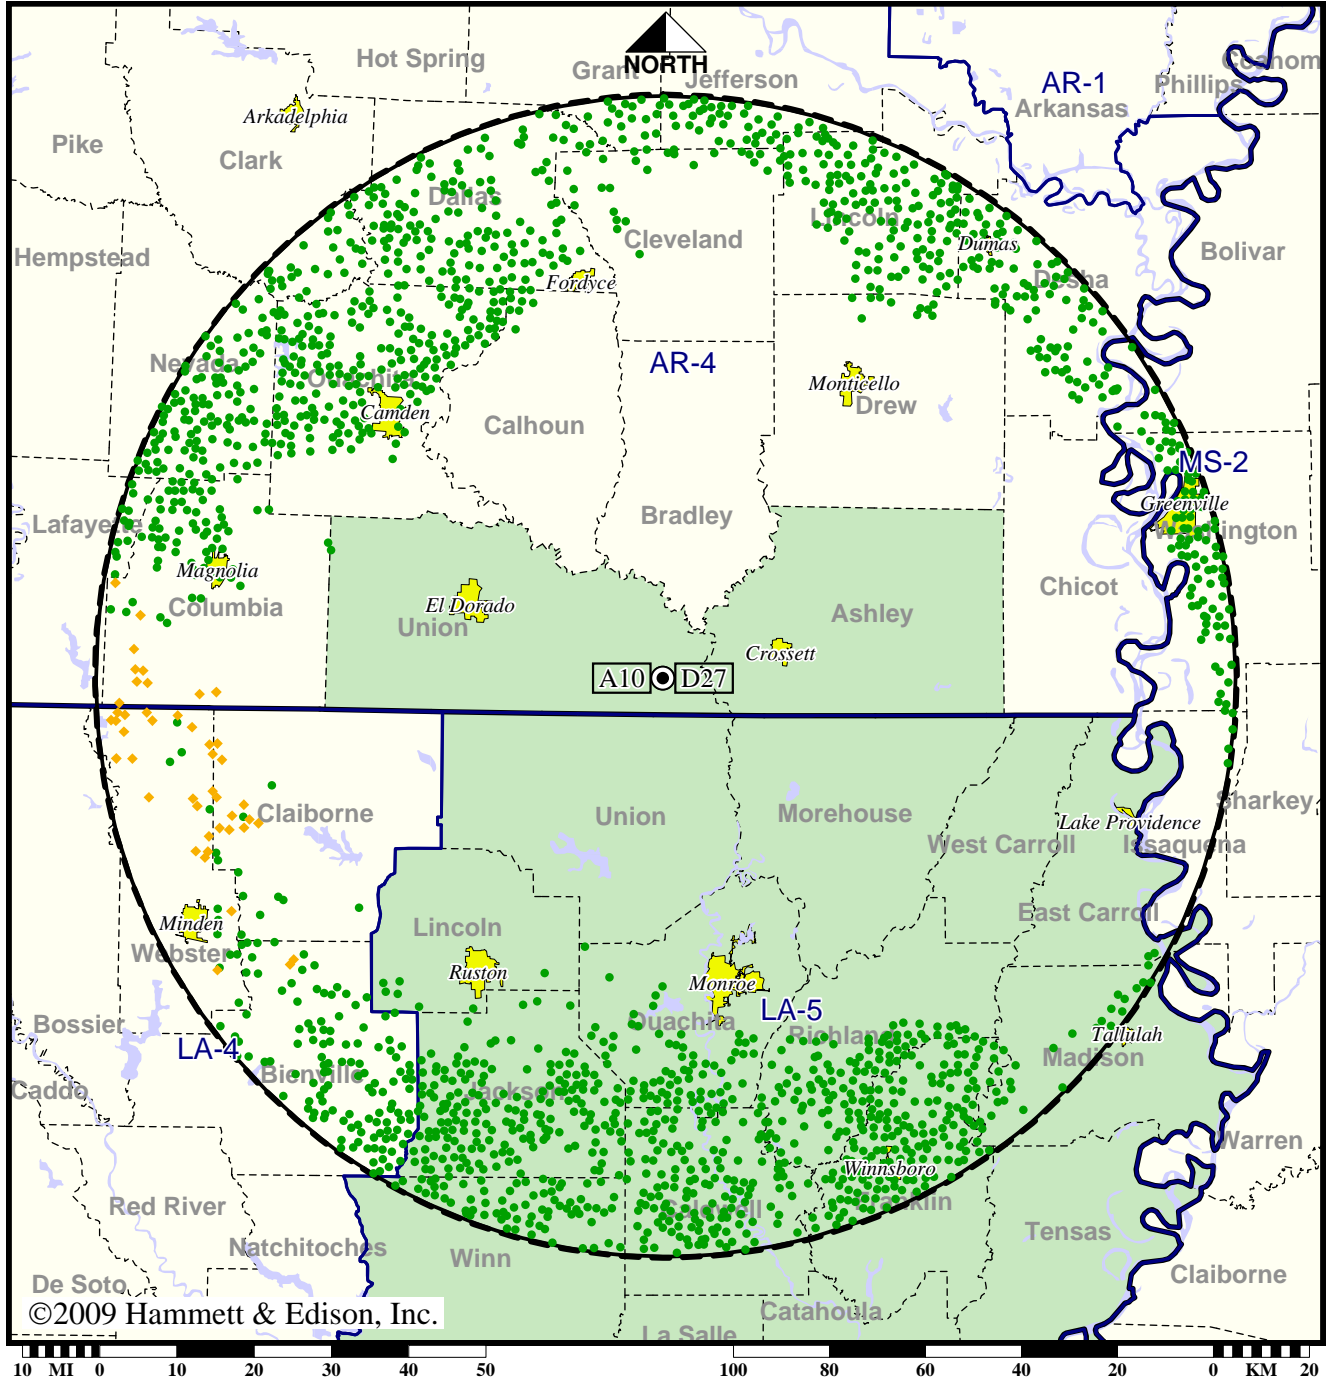 Hot Spring
Grant
NORTH
Jefferson
AR-1
Phillips
Coahom
Arkansas
Arkadelphia
Pike
Clark
Dallas
Lincoln
Cleveland
Dumas
Bolivar
Hempstead
Desha
Fordyce
Nevada
AR-4
Ouachita
Monticello
Drew
Camden
Calhoun
MS-2
Greenville
Lafayette
Bradley
Washington
Magnolia
Columbia
El Dorado
Union
Ashley
Chicot
Crossett
A10 D27
Claiborne
Union
Morehouse
Sharkey
Lake Providence
West Carroll
Issaquena
East Carroll
Minden
Lincoln
Webster
Ruston
Monroe
LA-5
Bossier
Ouachita
Richland
Tallulah
LA-4
Madison
Bienville
Caddo
Jackson
Warren
Winnsboro
Red River
Caldwell
Franklin
Tensas
Natchitoches
Winn
De Soto
Claiborne
©2009 Hammett & Edison, Inc.
Catahoula
La Salle
10 MI 0 10 20 30 40 50 100 80 60 40 20 0 KM 20